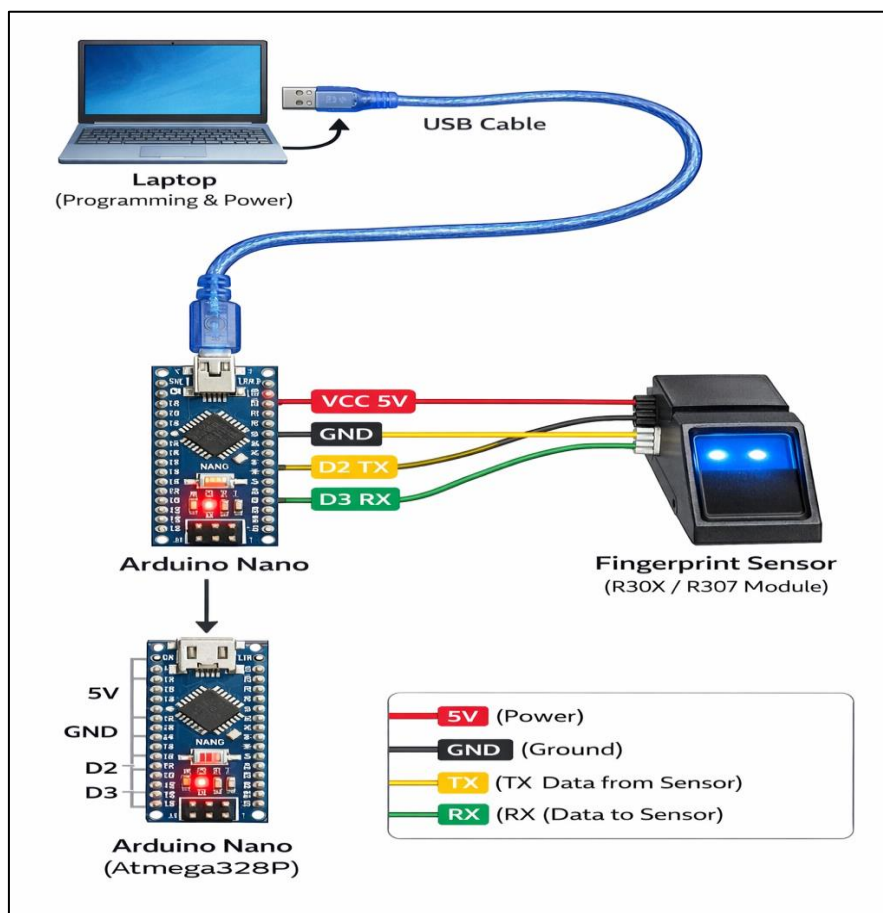 USB Cable
Laptop
(Programming & Power)
VCC 5V
GND
D2 TX
D3 RX
NANG
Arduino Nano
Fingerprint Sensor
(R30X / R307 Module)
5V
GND
D2
D3
NANG
Arduino Nano
(Atmega328P)
5V (Power)
GND (Ground)
TX (TX Data from Sensor)
RX (RX (Data to Sensor)